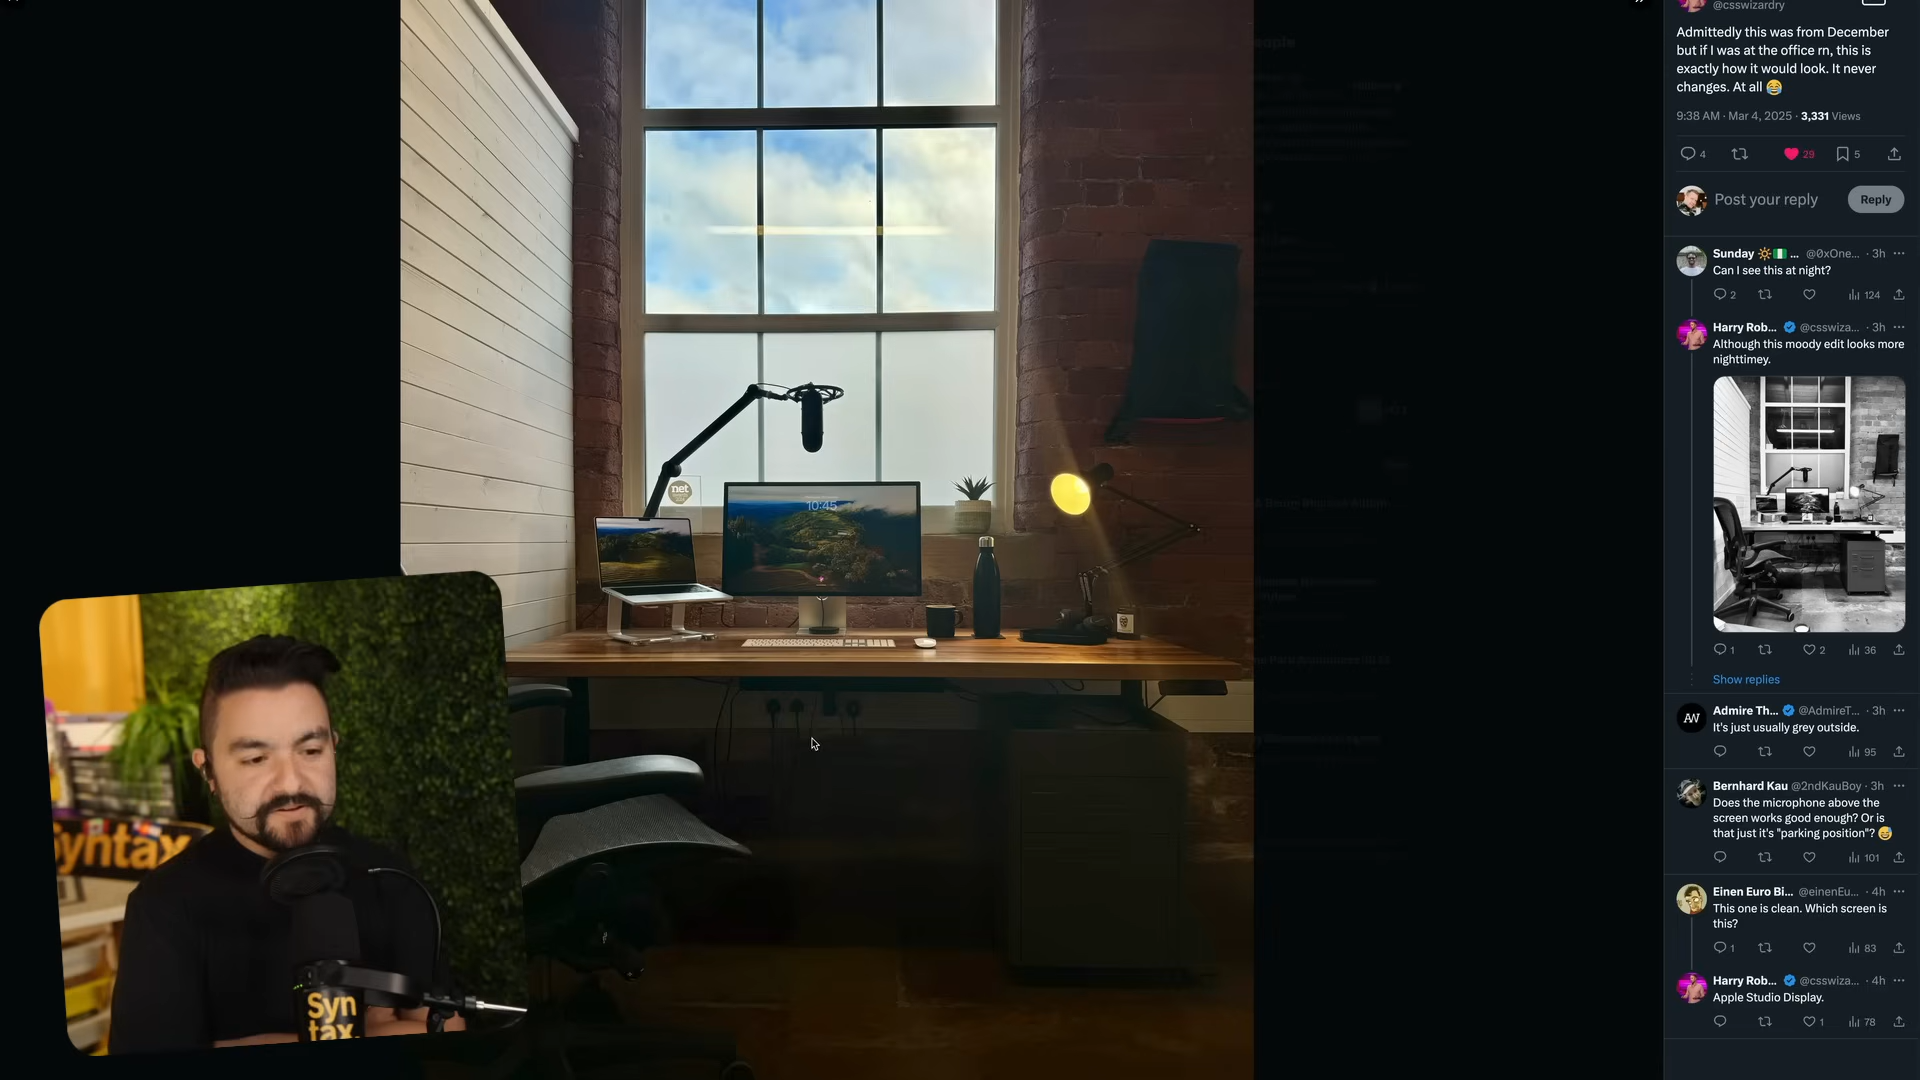 @csswizardry
Admittedly this was from December
but if I was at the office rn, this is
exactly how it would look. It never
changes. At all 😂
9:38 AM · Mar 4, 2025 · 3,331 Views
4
29
5
Post your reply
Reply
Sunday 🔆🇳🇬 ... @0xOne... · 3h
Can I see this at night?
2
124
Harry Rob... @csswiza... · 3h
Although this moody edit looks more
nighttimey.
1
2
36
Show replies
Admire Th... @AdmireT... · 3h
It's just usually grey outside.
95
Bernhard Kau @2ndKauBoy · 3h
Does the microphone above the
screen works good enough? Or is
that just it's "parking position"? 😅
101
Einen Euro Bi... @einenEu... · 4h
This one is clean. Which screen is
this?
1
83
Harry Rob... @csswiza... · 4h
Apple Studio Display.
1
78
net
10:45
Syntax
Syn
tax.